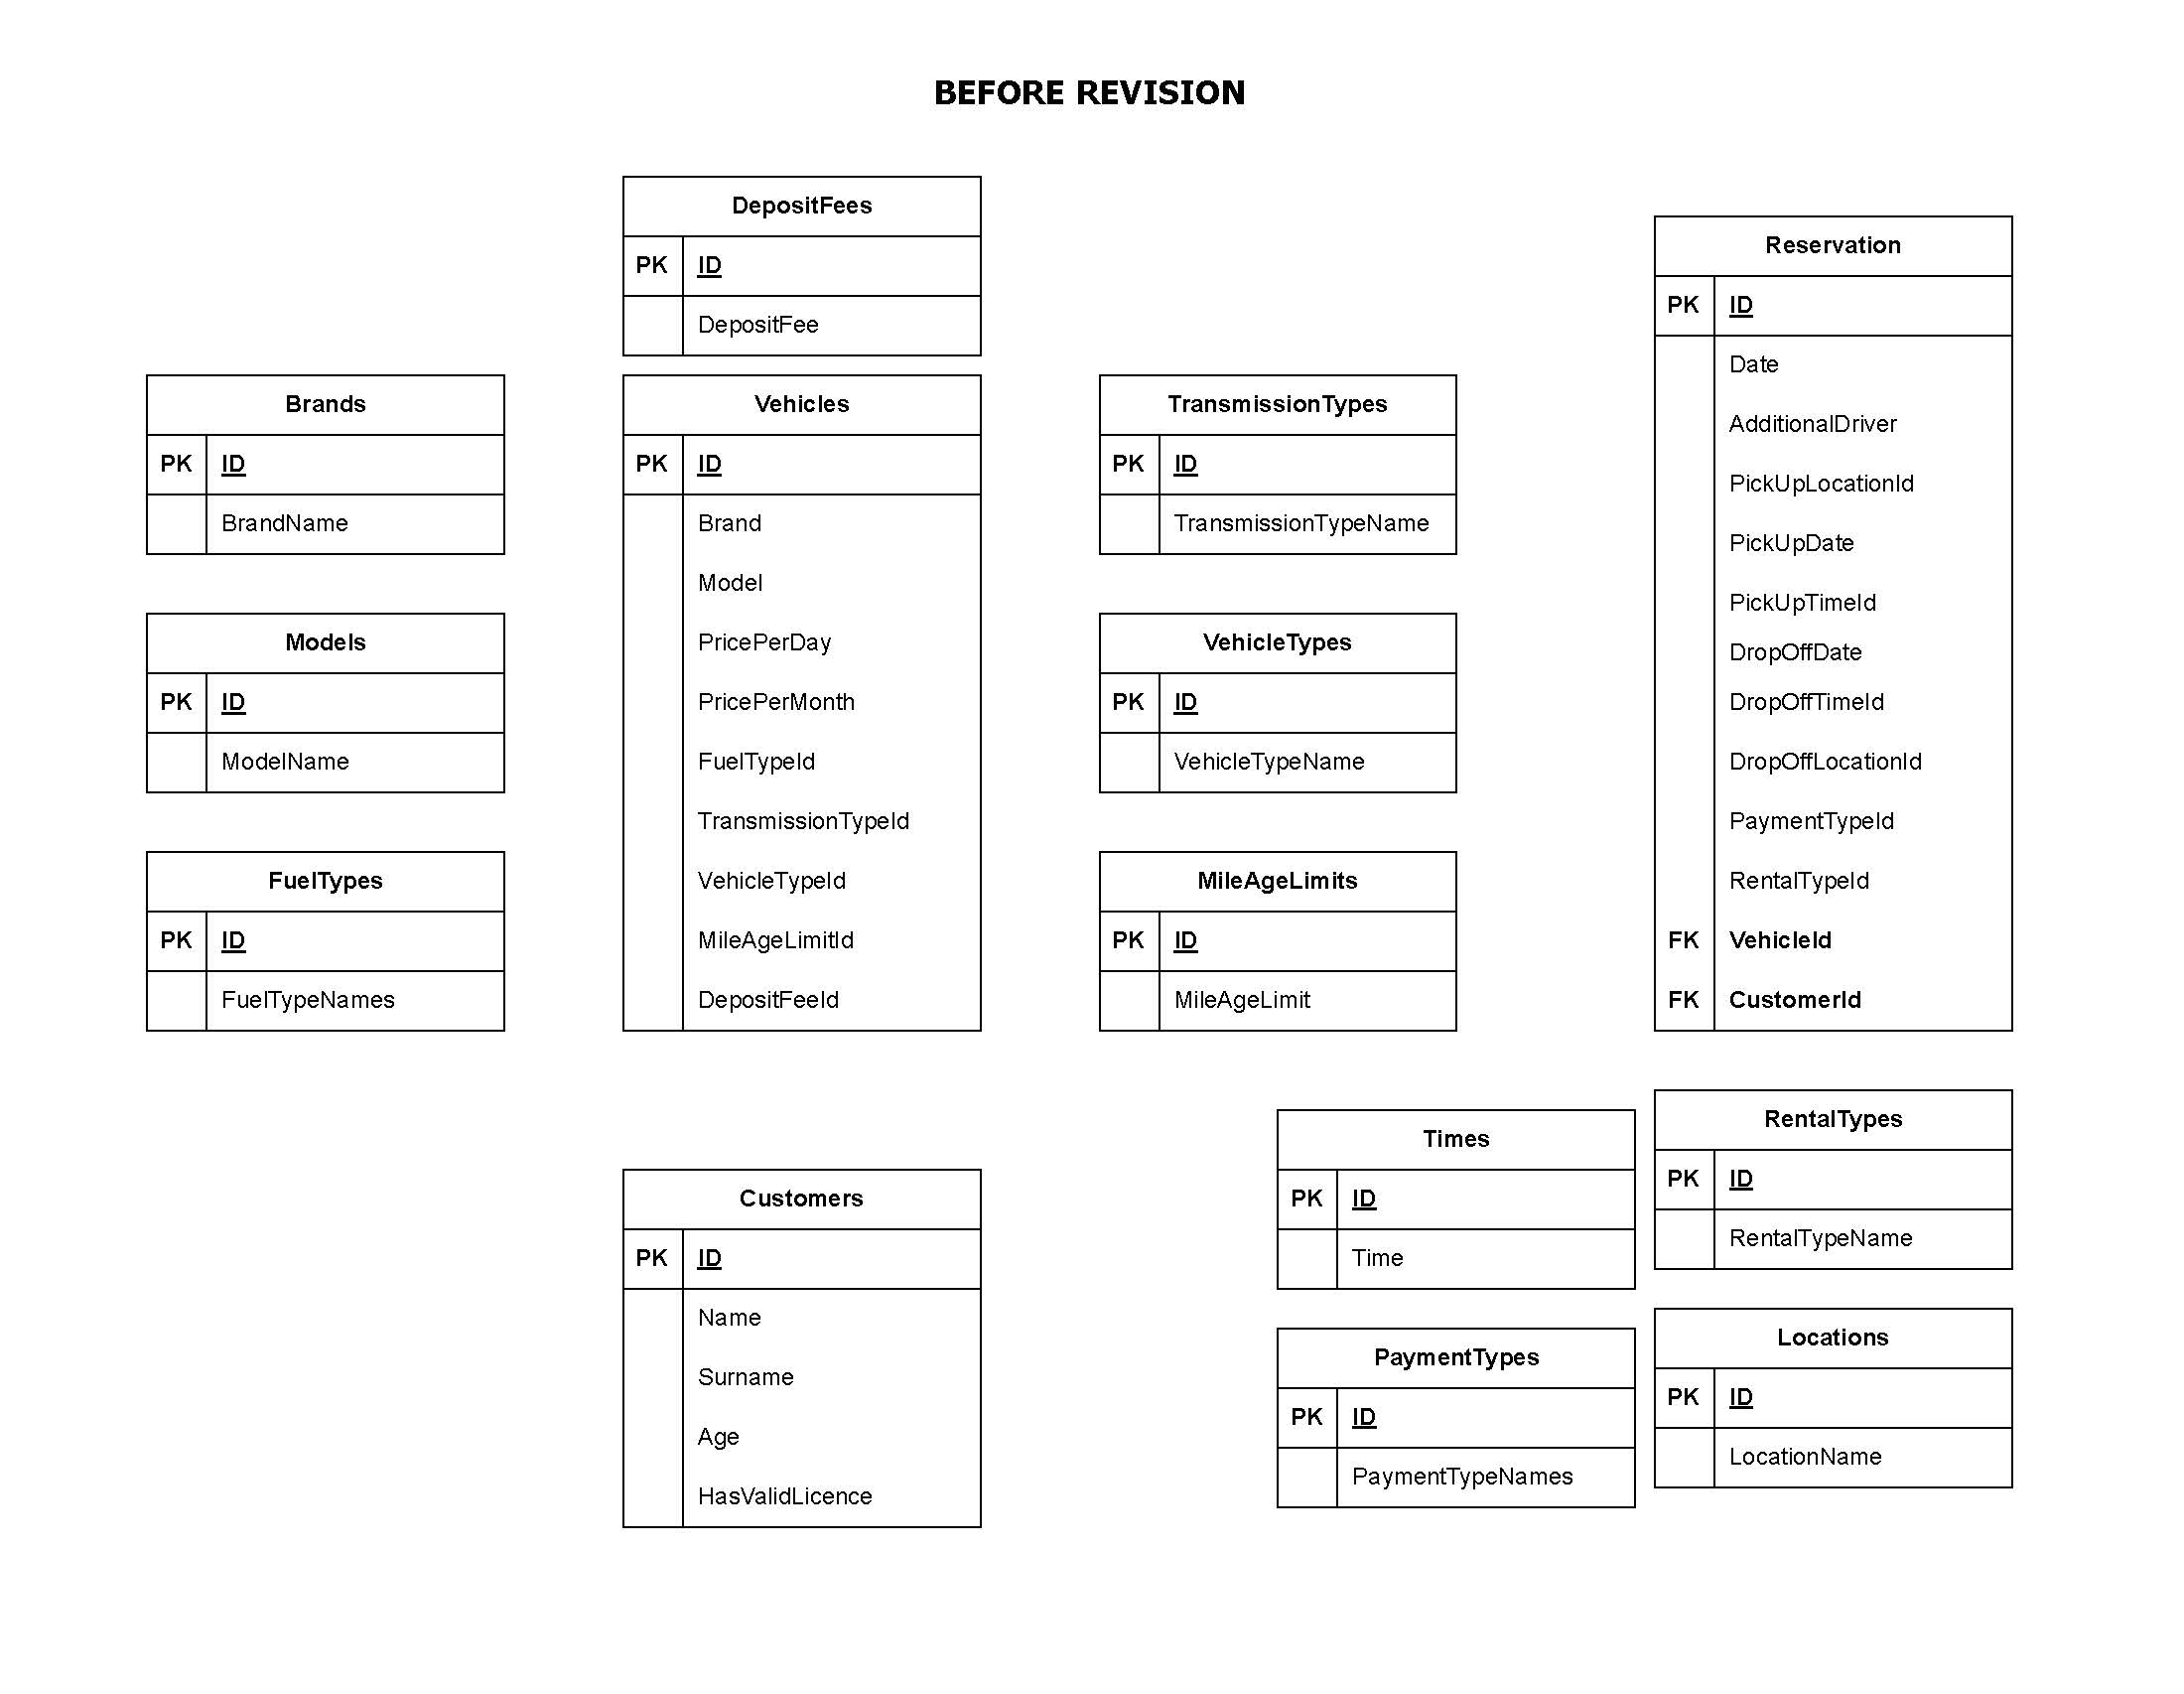 BEFORE REVISION
DepositFees
PK ID
DepositFee
Brands
PK ID
BrandName
Models
PK ID
ModelName
FuelTypes
PK ID
FuelTypeNames
Vehicles
PK ID
Brand
Model
PricePerDay
PricePerMonth
FuelTypeId
TransmissionTypeId
VehicleTypeId
MileAgeLimitId
DepositFeeId
TransmissionTypes
PK ID
TransmissionTypeName
VehicleTypes
PK ID
VehicleTypeName
MileAgeLimits
PK ID
MileAgeLimit
Reservation
PK ID
Date
AdditionalDriver
PickUpLocationId
PickUpDate
PickUpTimeId
DropOffDate
DropOffTimeId
DropOffLocationId
PaymentTypeId
RentalTypeId
FK VehicleId
FK CustomerId
Customers
PK ID
Name
Surname
Age
HasValidLicence
Times
PK ID
Time
PaymentTypes
PK ID
PaymentTypeNames
RentalTypes
PK ID
RentalTypeName
Locations
PK ID
LocationName